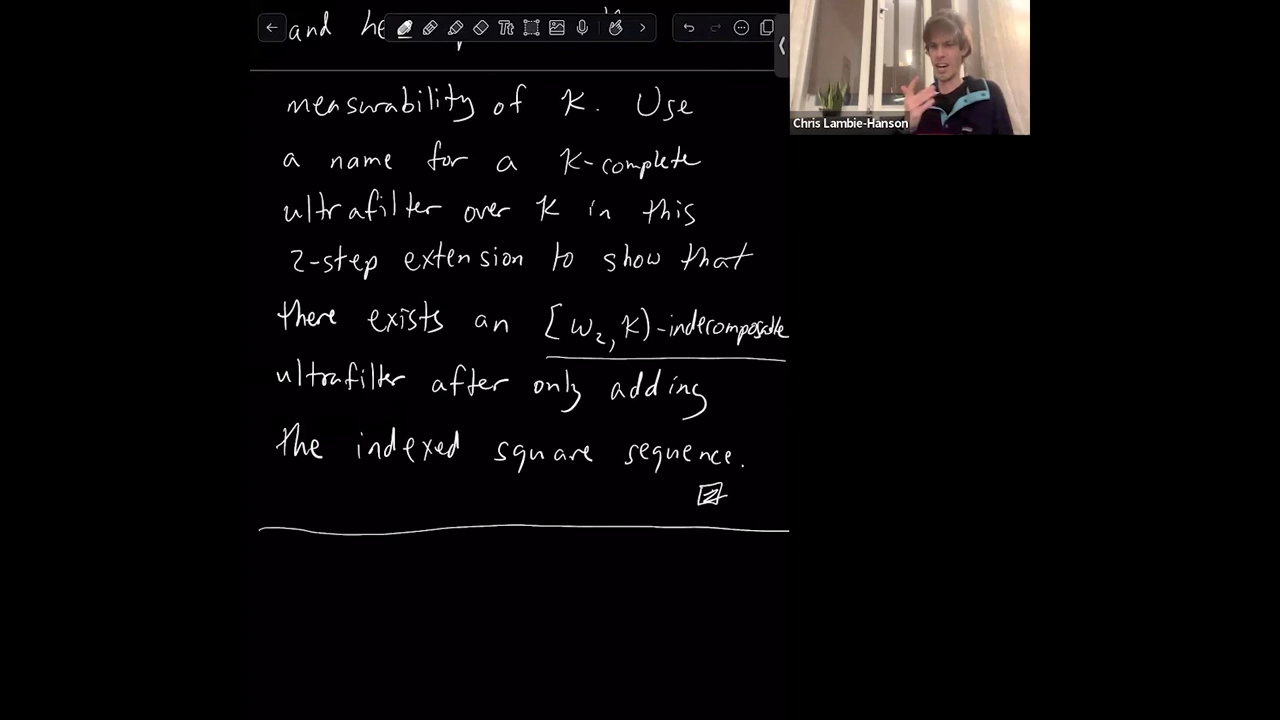 and
measurability of κ. Use
a name for a κ-complete
ultrafilter over κ in this
2-step extension to show that
there exists an [ω₂, κ)-indecomposable
ultrafilter after only adding
the indexed square sequence.
Chris Lambie-Hanson